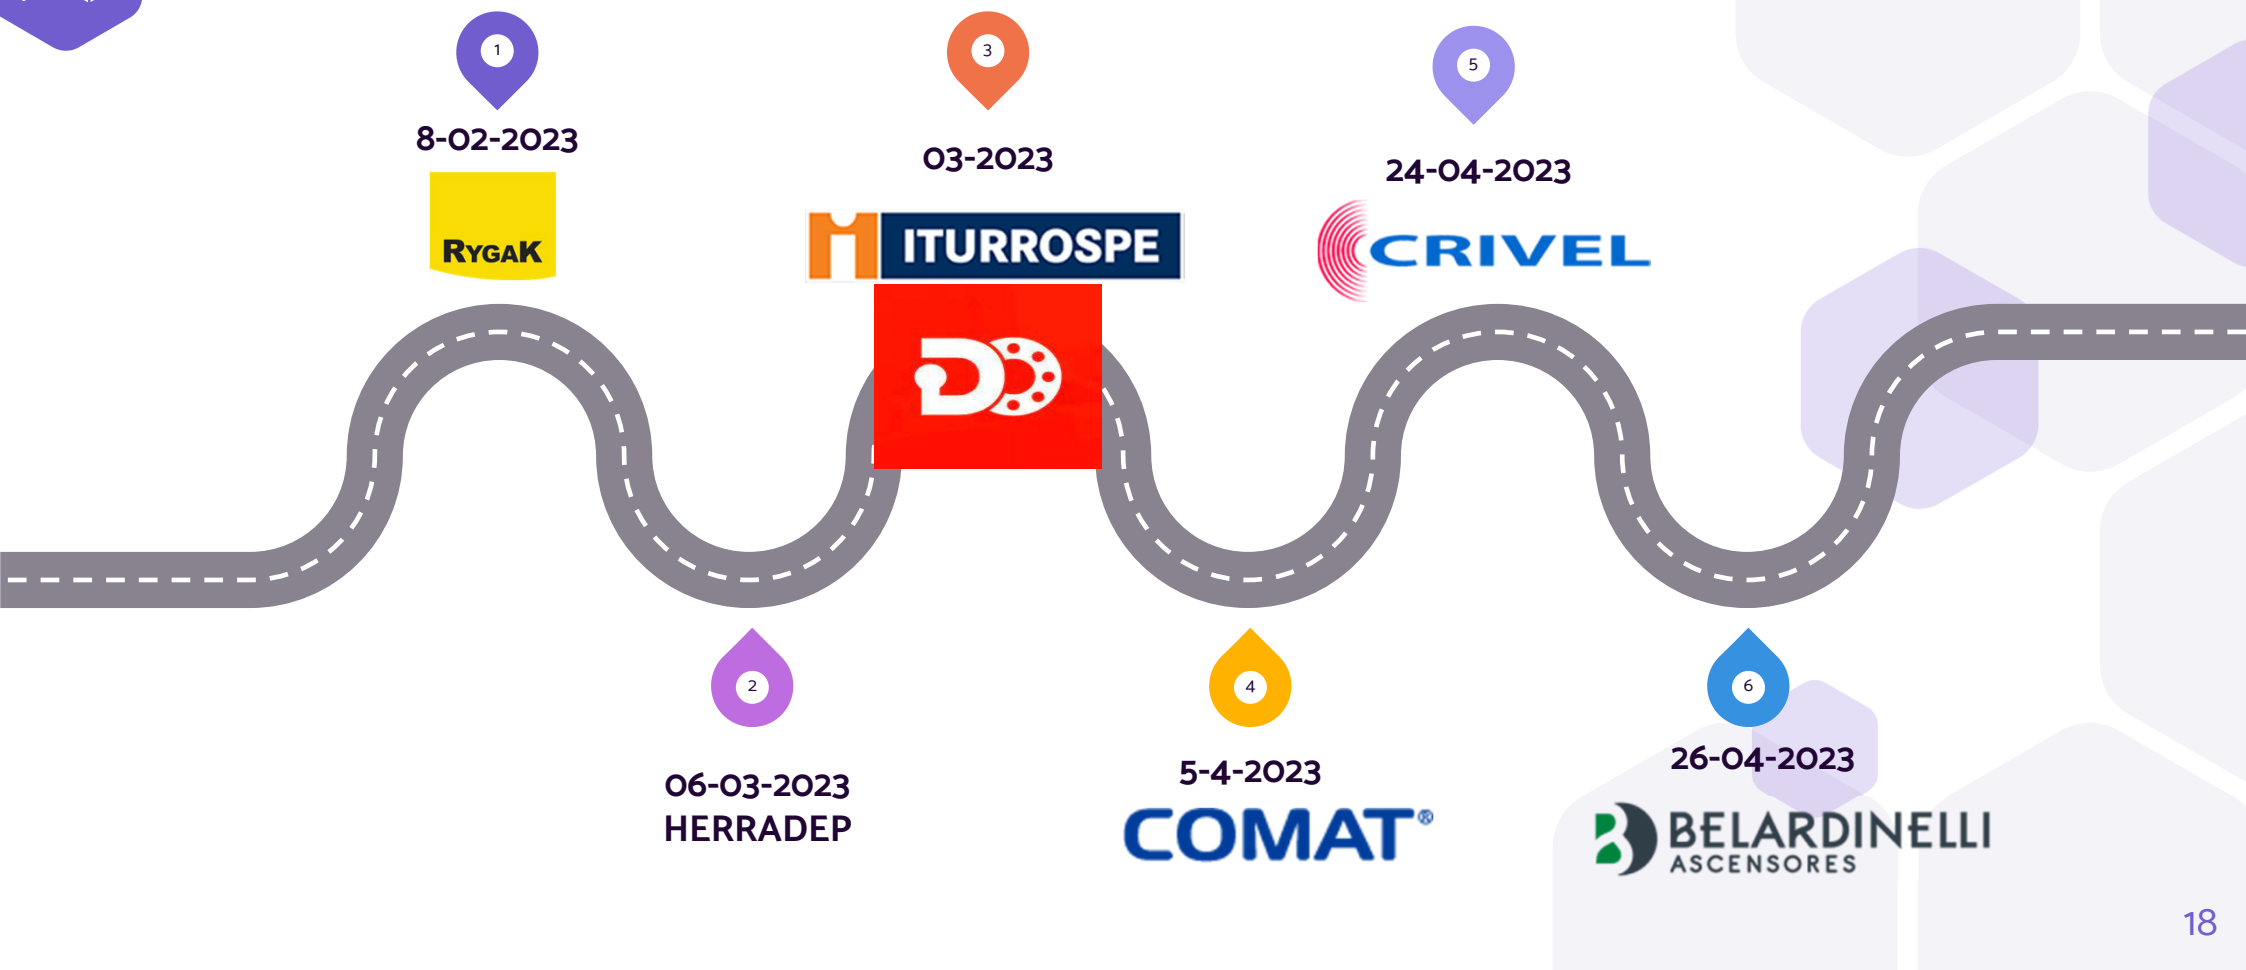 1
8-02-2023
RYGAK
3
03-2023
ITURROSPE
5
24-04-2023
CRIVEL
2
06-03-2023
HERRADEP
4
5-4-2023
COMAT®
6
26-04-2023
BELARDINELLI
ASCENSORES
18